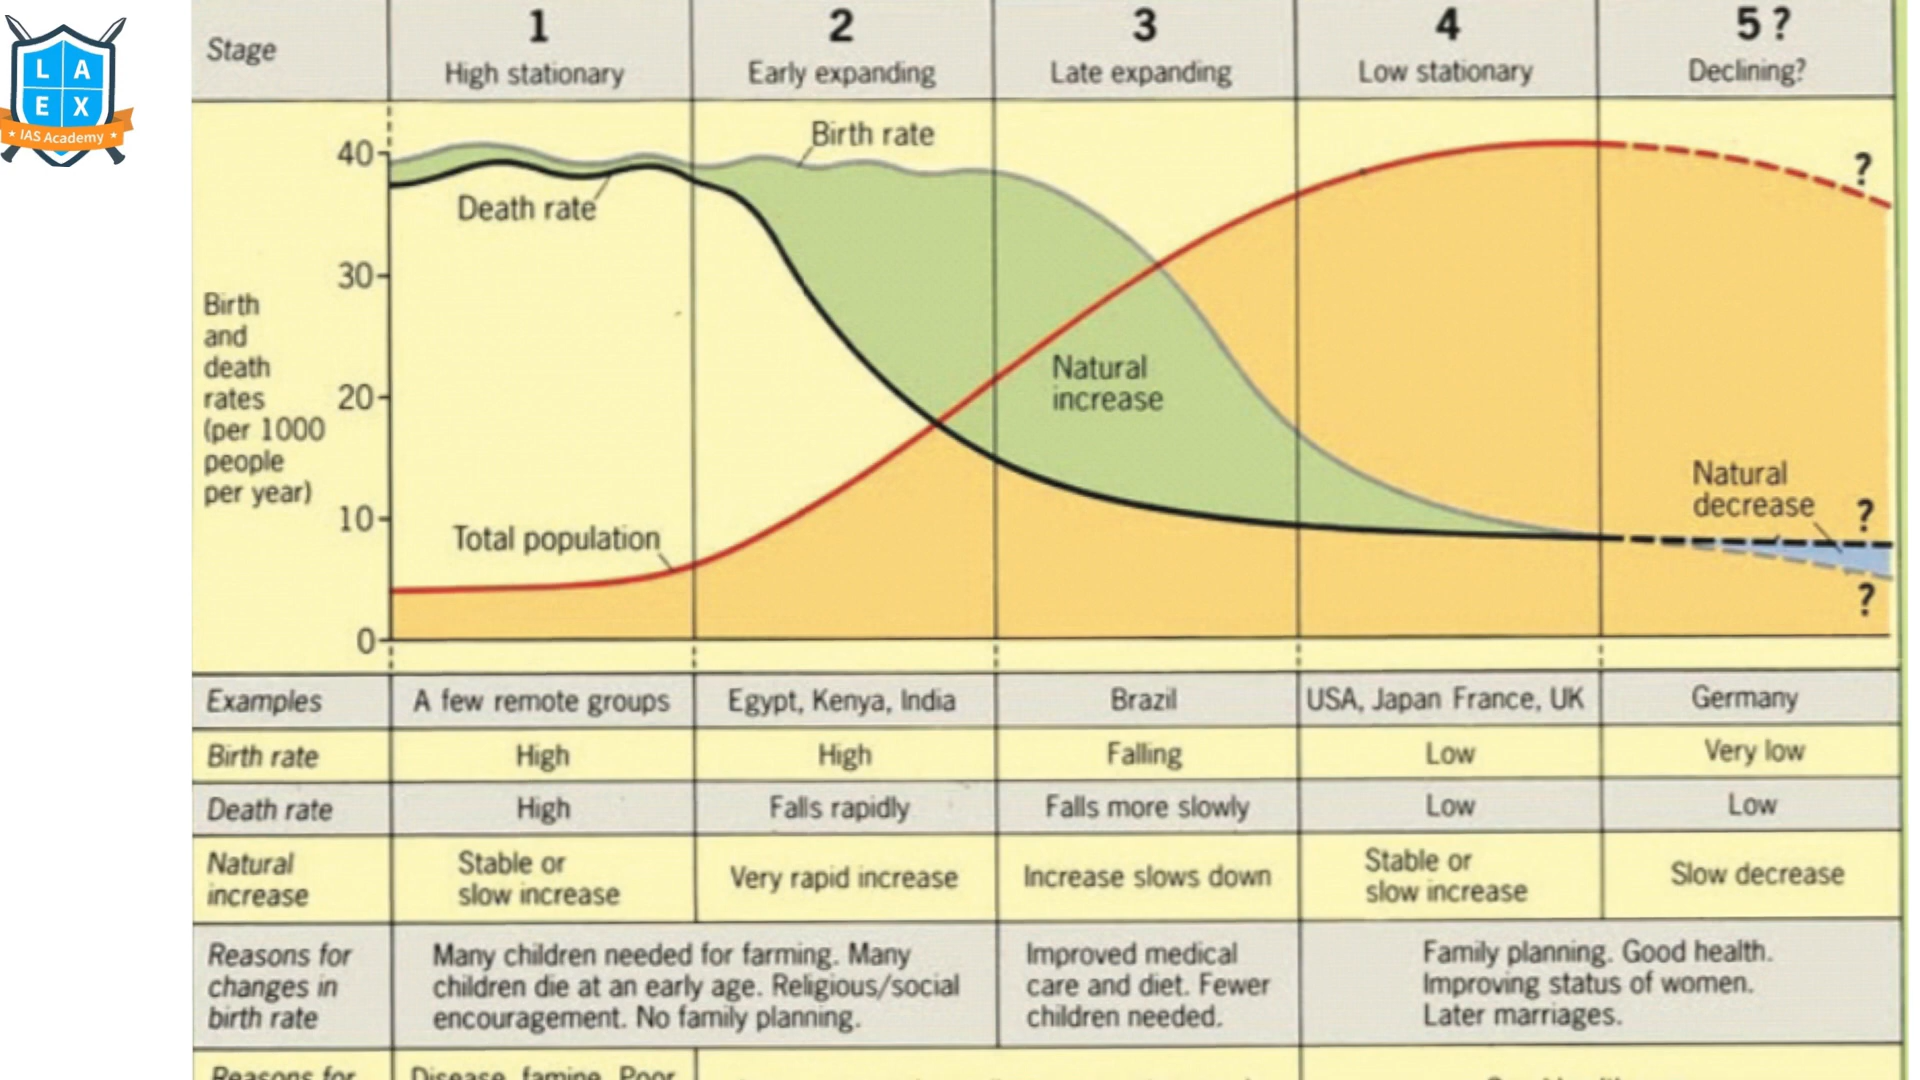 L A
E X
IAS Academy
Stage
1
High stationary
2
Early expanding
3
Late expanding
4
Low stationary
5 ?
Declining?
Birth rate
Death rate
40
30
20
10
0
Birth
and
death
rates
(per 1000
people
per year)
Natural
increase
Total population
Natural
decrease
?
?
?
Examples
A few remote groups
Egypt, Kenya, India
Brazil
USA, Japan France, UK
Germany
Birth rate
High
High
Falling
Low
Very low
Death rate
High
Falls rapidly
Falls more slowly
Low
Low
Natural
increase
Stable or
slow increase
Very rapid increase
Increase slows down
Stable or
slow increase
Slow decrease
Reasons for
changes in
birth rate
Many children needed for farming. Many
children die at an early age. Religious/social
encouragement. No family planning.
Improved medical
care and diet. Fewer
children needed.
Family planning. Good health.
Improving status of women.
Later marriages.
Reasons for
Disease, famine. Poor